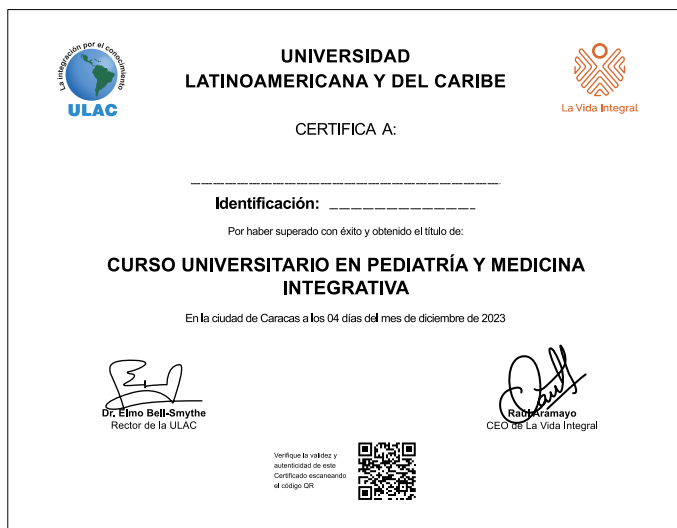 La integración por el conocimiento
ULAC
UNIVERSIDAD
LATINOAMERICANA Y DEL CARIBE
La Vida Integral
CERTIFICA A:
Identificación:
Por haber superado con éxito y obtenido el título de:
CURSO UNIVERSITARIO EN PEDIATRÍA Y MEDICINA
INTEGRATIVA
En la ciudad de Caracas a los 04 días del mes de diciembre de 2023
Dr. Elmo Bell-Smythe
Rector de la ULAC
Raúl Aramayo
CEO de La Vida Integral
Verifique la validez y
autenticidad de este
Certificado escaneando
el código QR